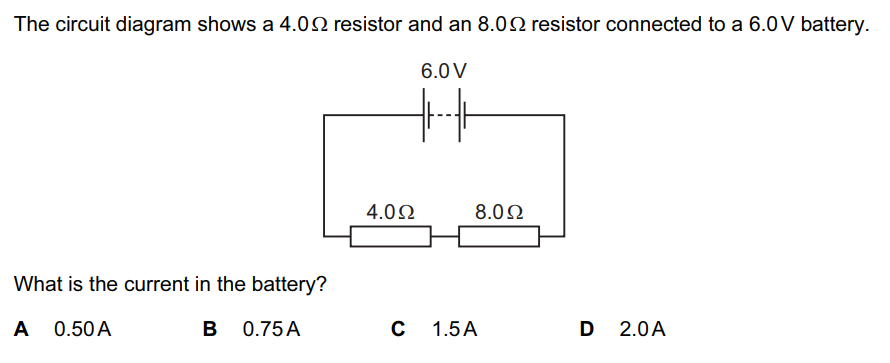 The circuit diagram shows a 4.0Ω resistor and an 8.0Ω resistor connected to a 6.0V battery.
6.0V
4.0Ω 8.0Ω
What is the current in the battery?
A 0.50A B 0.75A C 1.5A D 2.0A